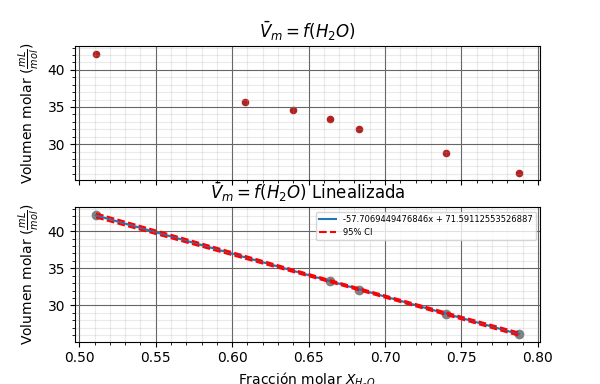 V̄ₘ = f(H₂O)
Volumen molar (mL/mol)
40
35
30
V̄ₘ = f(H₂O) Linealizada
Volumen molar (mL/mol)
40
35
30
-57.7069449476846x + 71.59112553526887
95% CI
0.50 0.55 0.60 0.65 0.70 0.75 0.80
Fracción molar X_H₂O